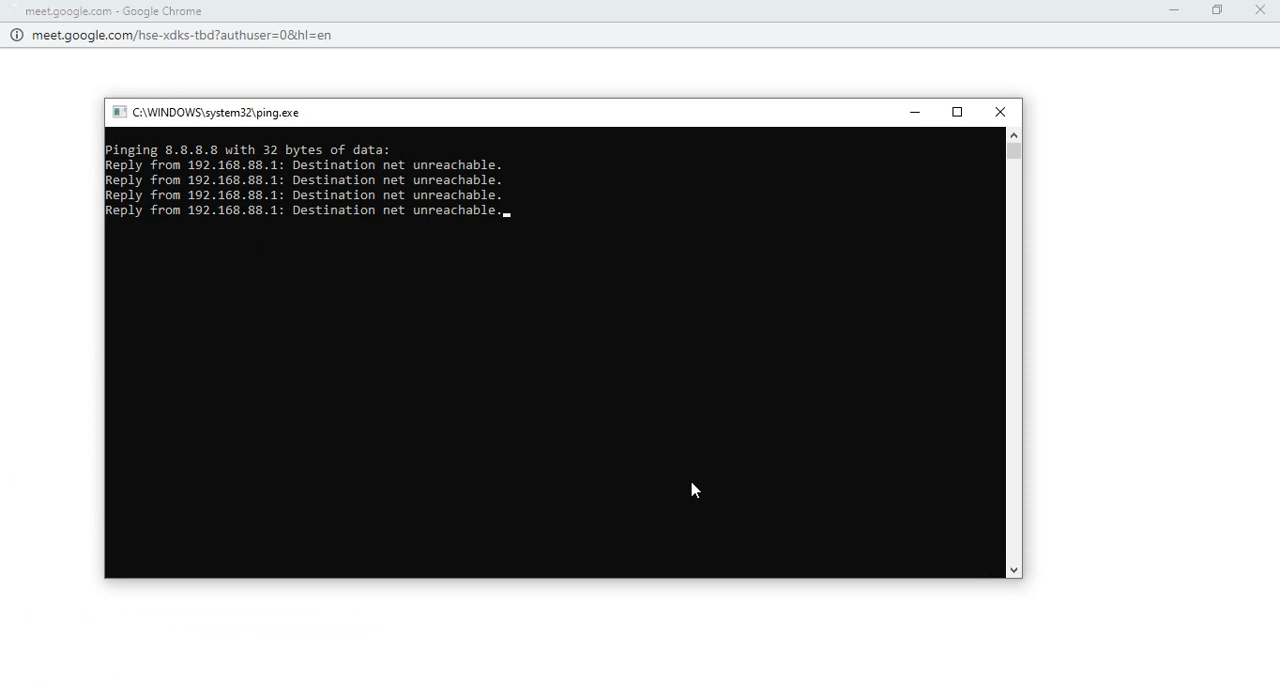 meet.google.com - Google Chrome
meet.google.com/hse-xdks-tbd?authuser=0&hl=en
C:\WINDOWS\system32\ping.exe
Pinging 8.8.8.8 with 32 bytes of data:
Reply from 192.168.88.1: Destination net unreachable.
Reply from 192.168.88.1: Destination net unreachable.
Reply from 192.168.88.1: Destination net unreachable.
Reply from 192.168.88.1: Destination net unreachable.